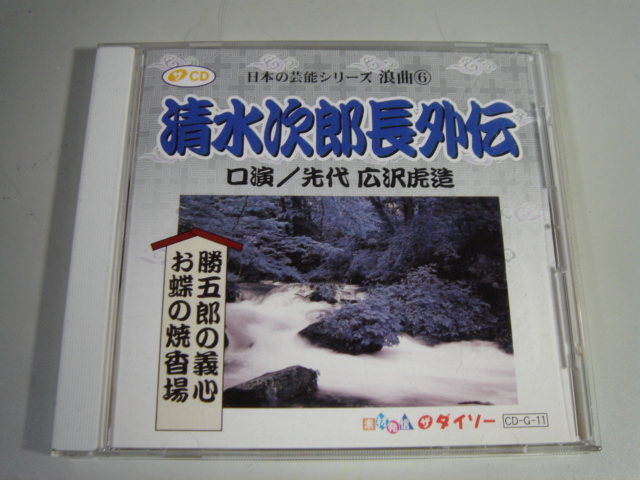 ザ CD
日本の芸能シリーズ 浪曲⑥
清水次郎長外伝
口演/先代 広沢虎造
勝五郎の義心
お蝶の焼香場
ザ ダイソー
CD-G-11